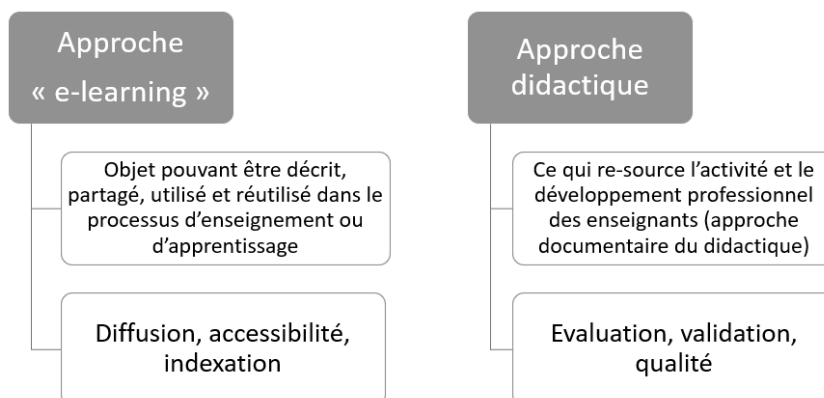 Approche
« e-learning »
Objet pouvant être décrit,
partagé, utilisé et réutilisé dans le
processus d’enseignement ou
d’apprentissage
Diffusion, accessibilité,
indexation
Approche
didactique
Ce qui re-source l’activité et le
développement professionnel
des enseignants (approche
documentaire du didactique)
Evaluation, validation,
qualité